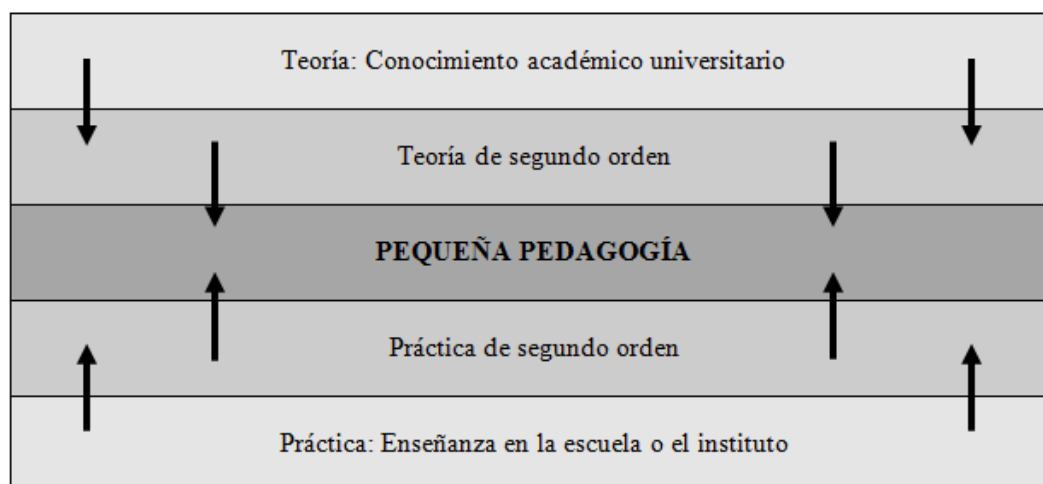 Teoría: Conocimiento académico universitario
Teoría de segundo orden
PEQUEÑA PEDAGOGÍA
Práctica de segundo orden
Práctica: Enseñanza en la escuela o el instituto